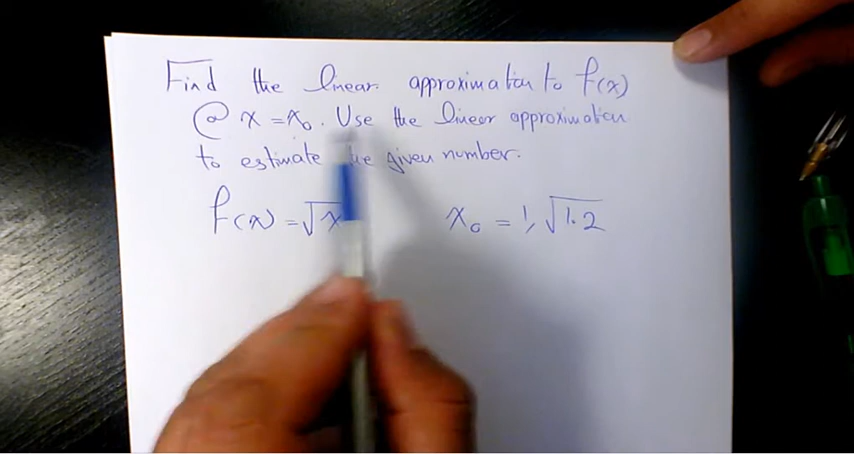 Find the linear approximation to f(x)
@ x = x₀. Use the linear approximation
to estimate the given number.
f(x) = √x x₀ = 1, √1.2